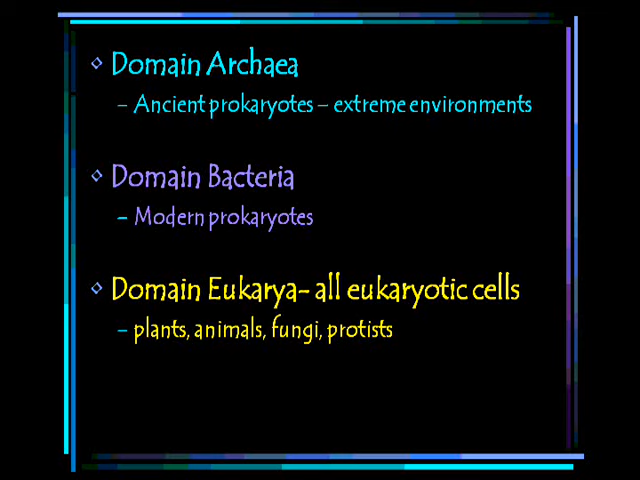 Domain Archaea
– Ancient prokaryotes – extreme environments
Domain Bacteria
– Modern prokaryotes
Domain Eukarya- all eukaryotic cells
– plants, animals, fungi, protists